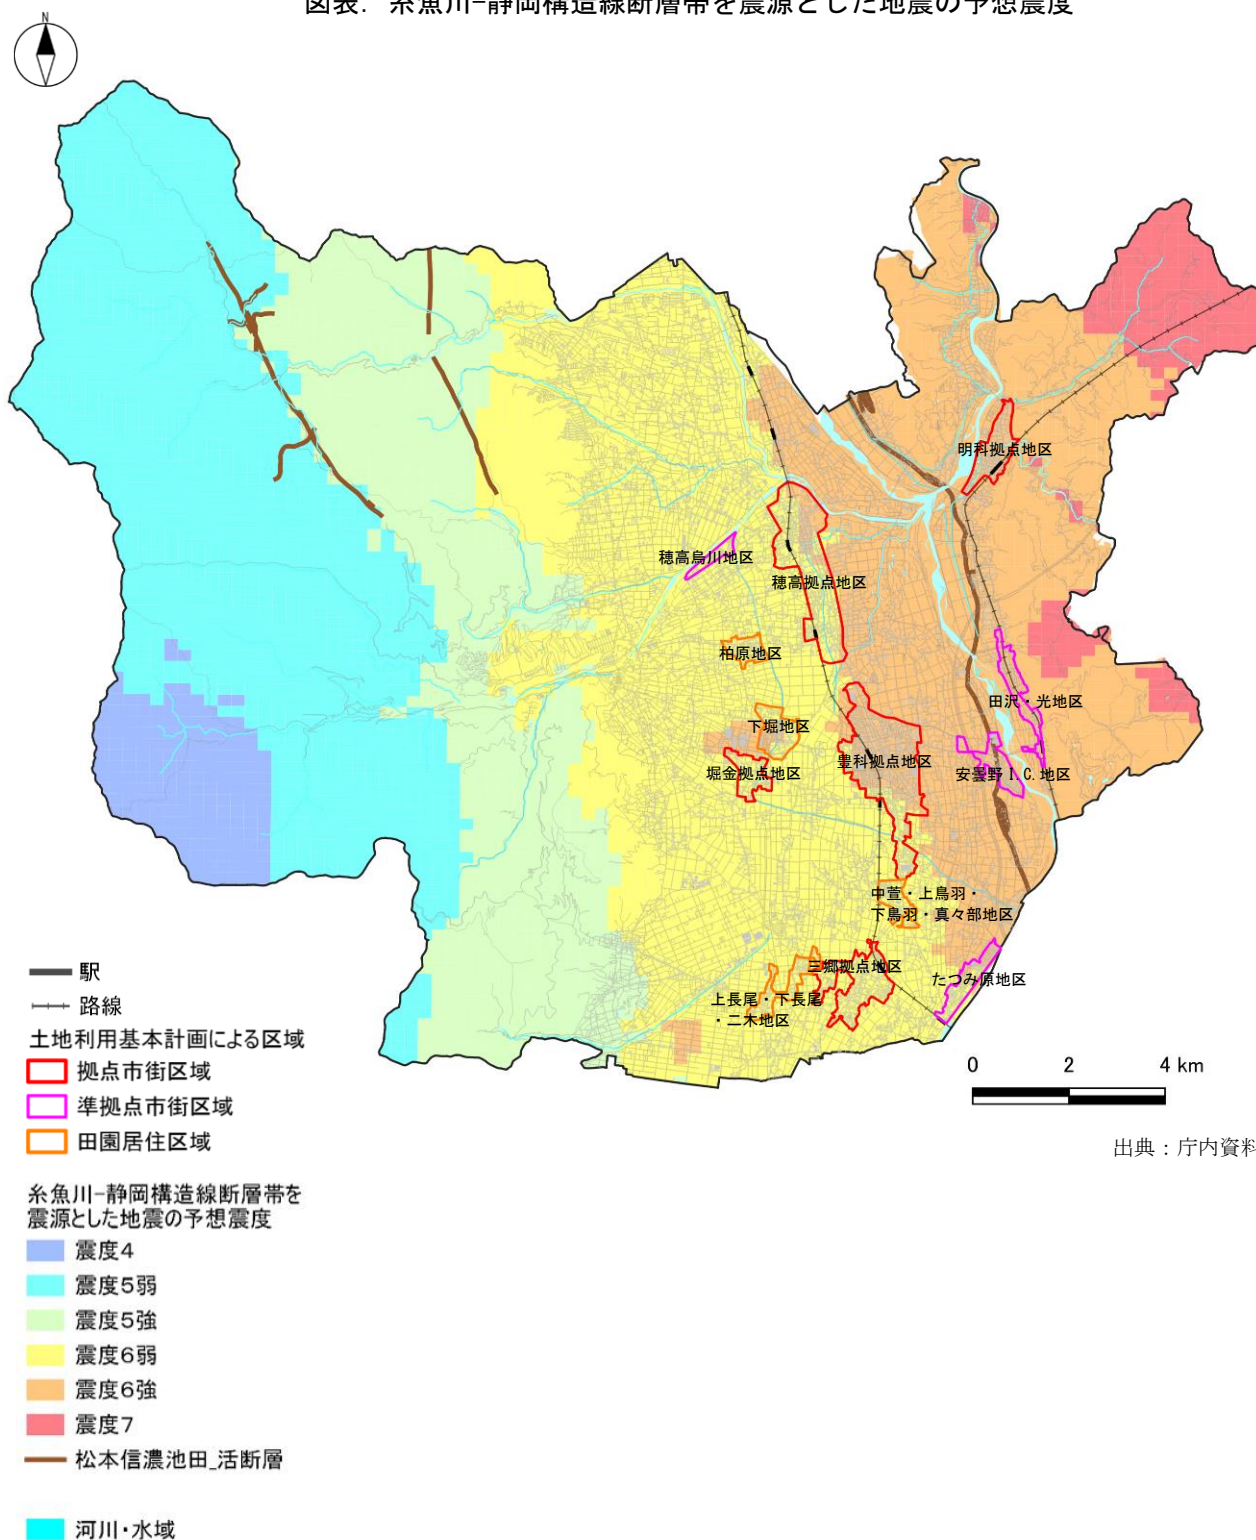 図表. 糸魚川-静岡構造線断層帯を震源とした地震の予想震度
N
明科拠点地区
穂高烏川地区
穂高拠点地区
柏原地区
田沢・光地区
下堀地区
豊科拠点地区
堀金拠点地区
安曇野I.C.地区
中萱・上鳥羽・
下鳥羽・真々部地区
三郷拠点地区
たつみ原地区
上長尾・下長尾
・二木地区
駅
路線
土地利用基本計画による区域
拠点市街区域
準拠点市街区域
田園居住区域
0 2 4 km
出典：庁内資料
糸魚川-静岡構造線断層帯を
震源とした地震の予想震度
震度4
震度5弱
震度5強
震度6弱
震度6強
震度7
松本信濃池田_活断層
河川・水域